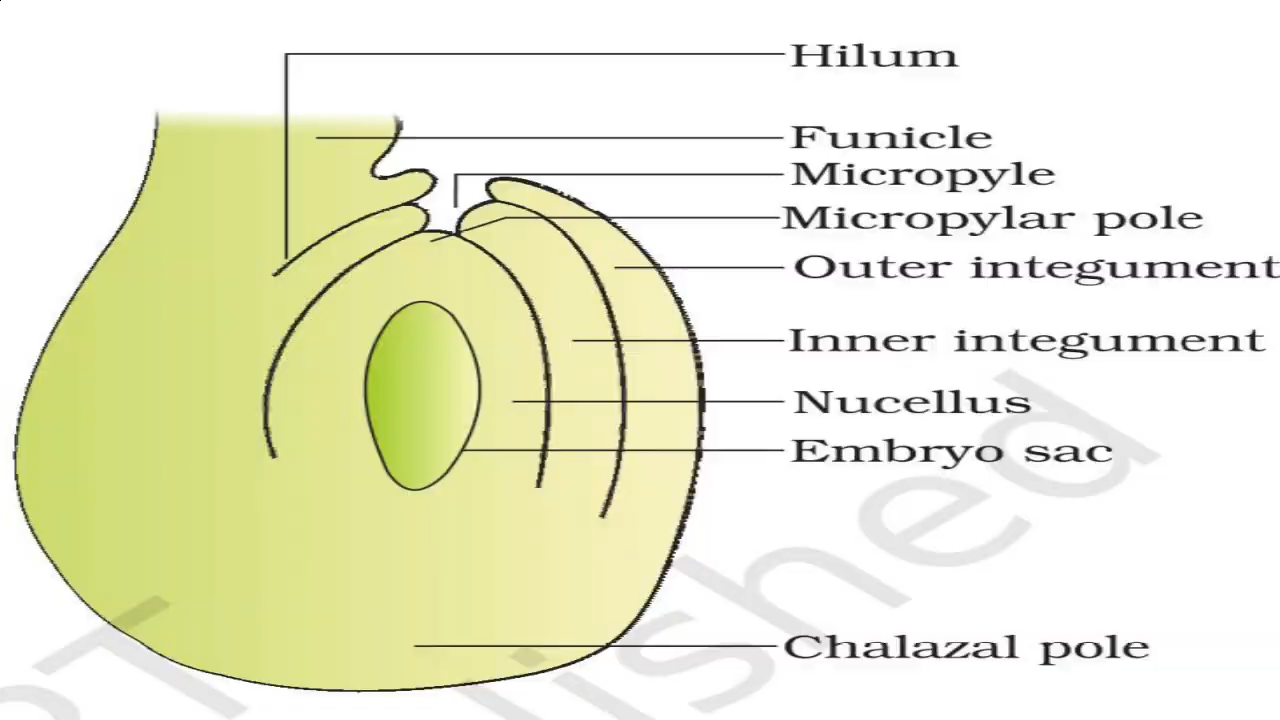 Hilum
Funicle
Micropyle
Micropylar pole
Outer integument
Inner integument
Nucellus
Embryo sac
Chalazal pole